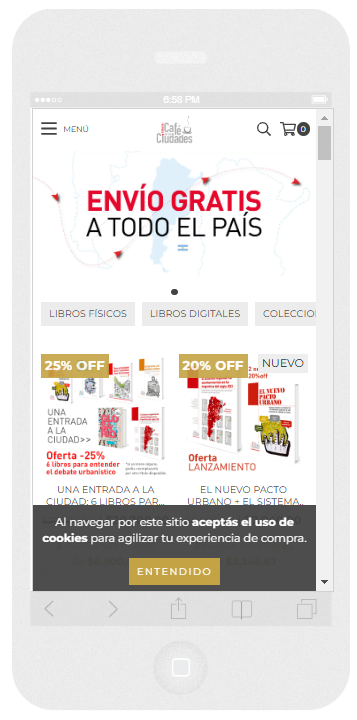 6:58 PM
MENÚ
Café
Ciudades
0
ENVÍO GRATIS
A TODO EL PAÍS
LIBROS FÍSICOS
LIBROS DIGITALES
COLECCION
25% OFF
20% OFF
NUEVO
UNA
ENTRADA
A LA
CIUDAD>>
Oferta -25%
6 libros para entender
el debate urbanístico
20%off
EL NUEVO
PACTO
URBANO
Oferta
LANZAMIENTO
UNA ENTRADA A LA
CIUDAD: 6 LIBROS PAR...
EL NUEVO PACTO
URBANO + EL SISTEMA...
Al navegar por este sitio aceptás el uso de
cookies para agilizar tu experiencia de compra.
ENTENDIDO